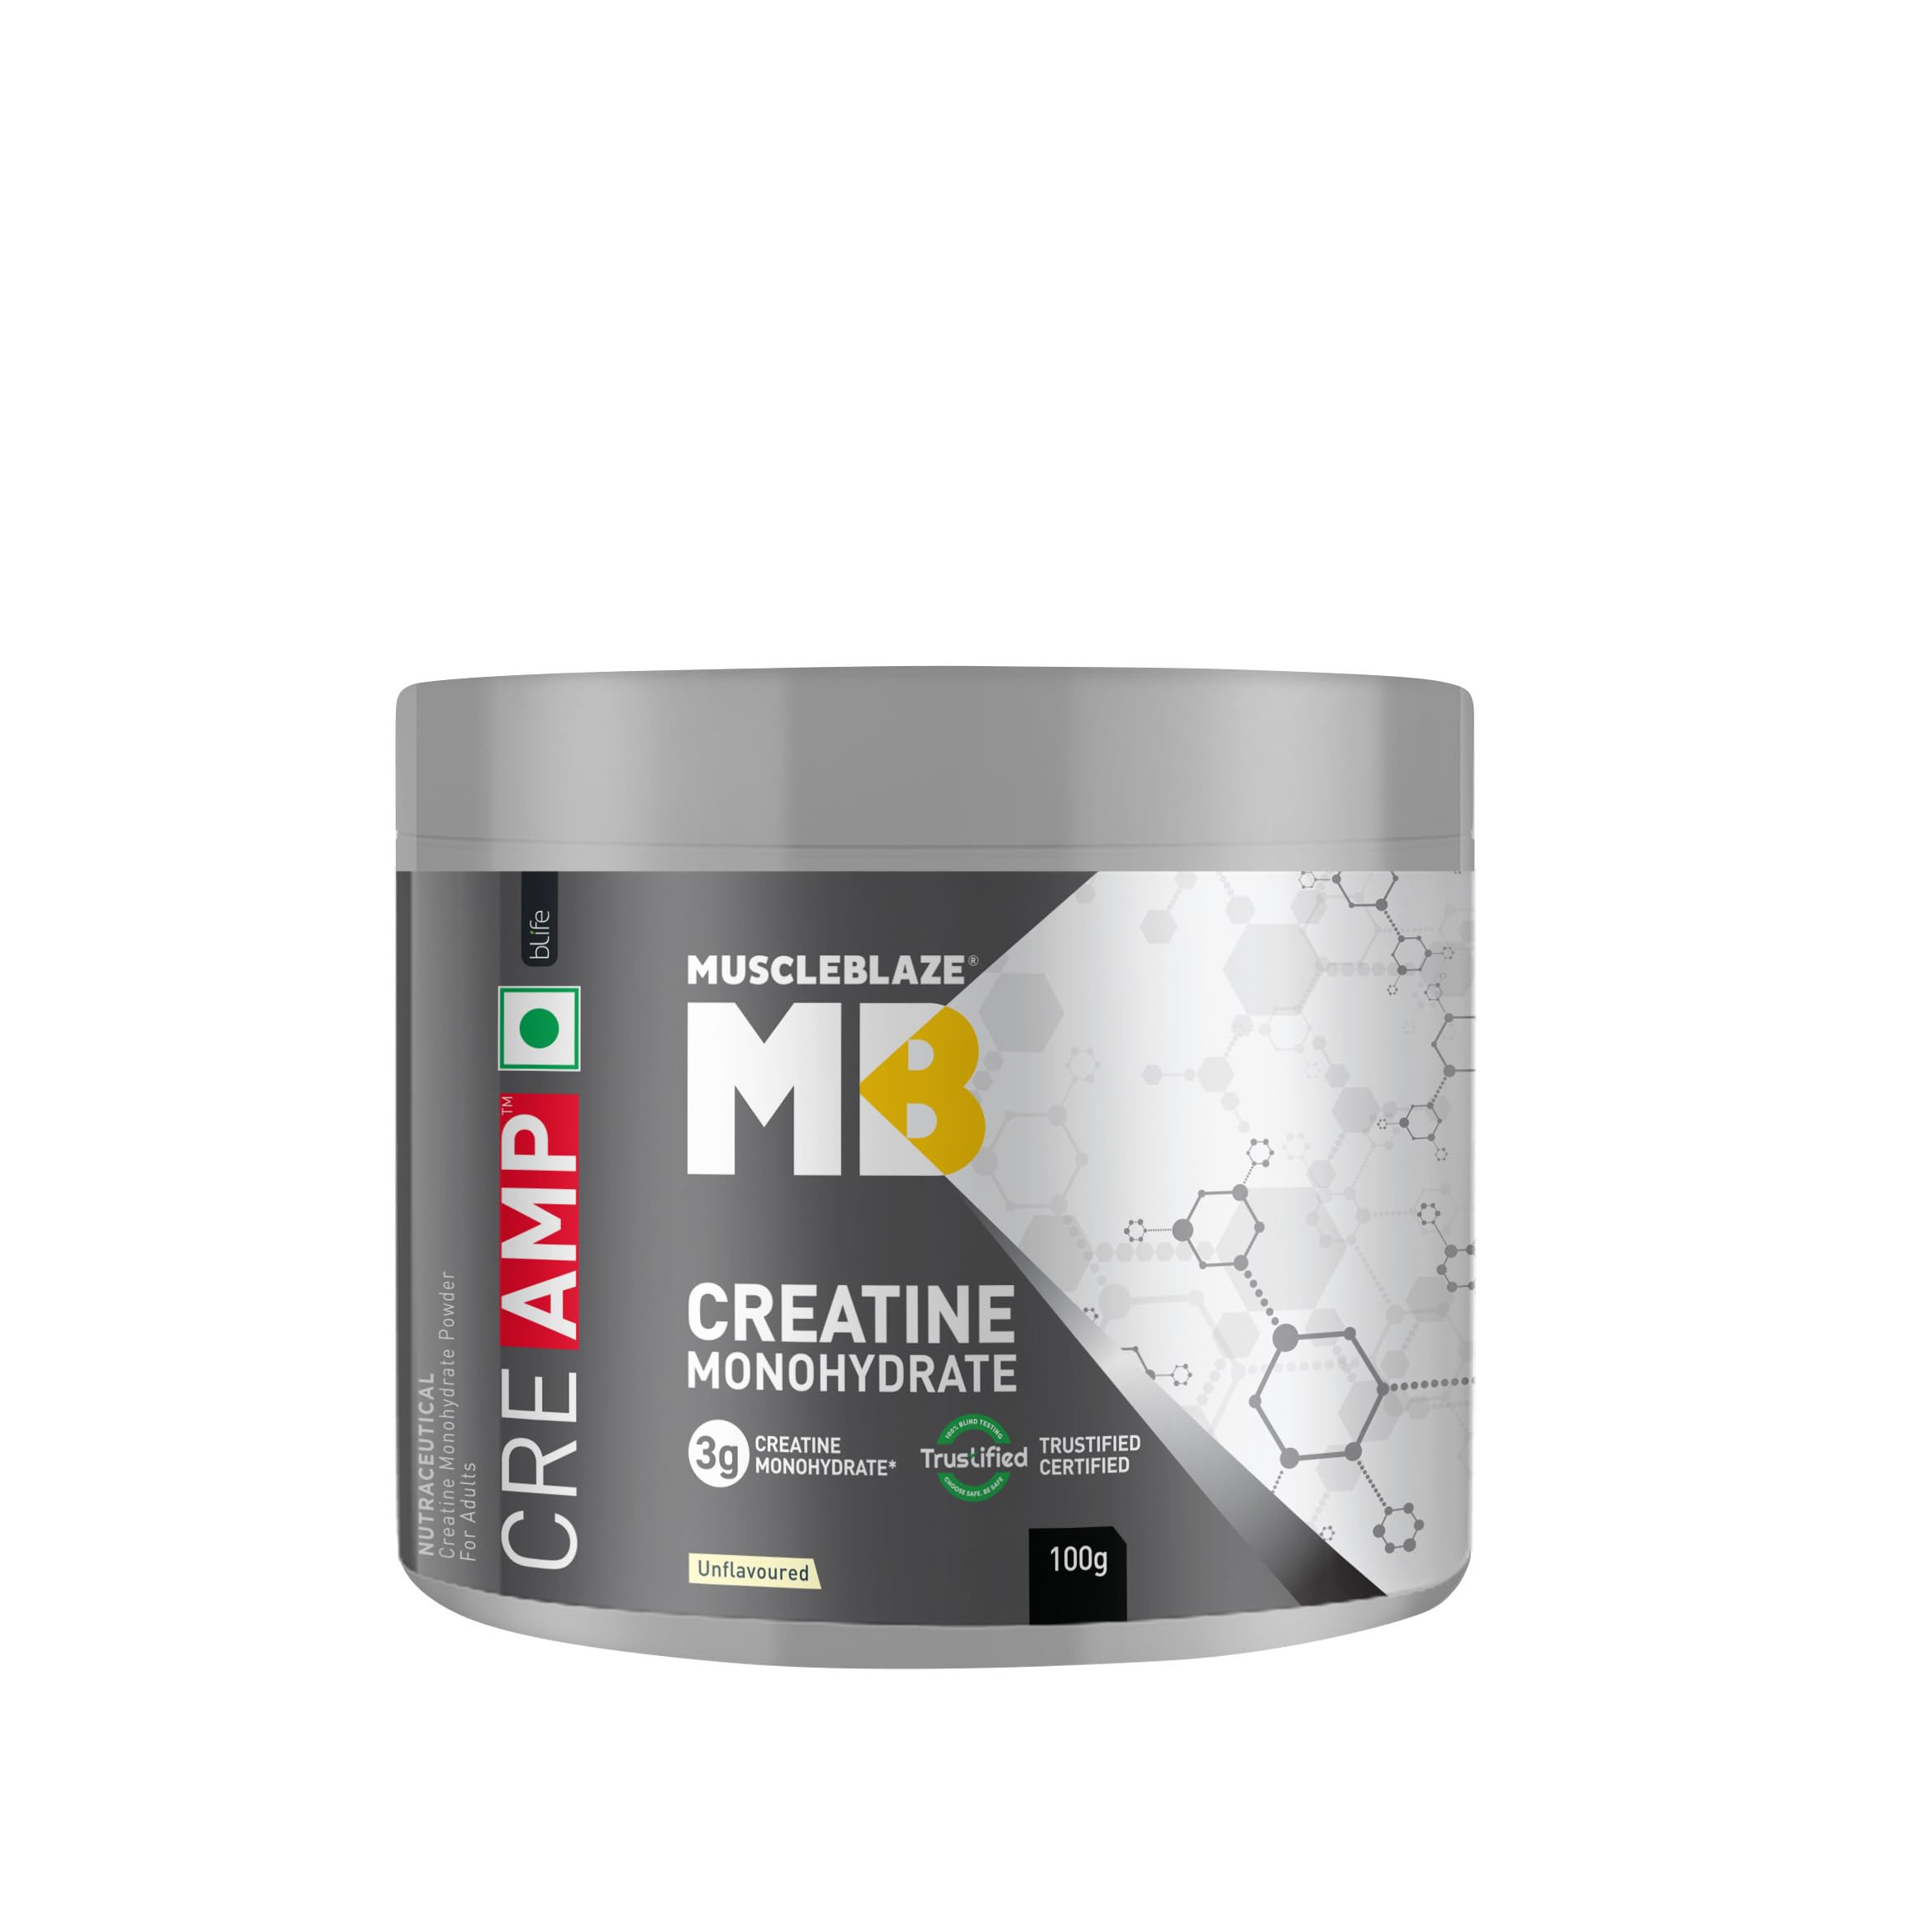 MUSCLEBLAZE®
MB
CREATINE
MONOHYDRATE
3g CREATINE
MONOHYDRATE*
100% BLIND TESTING
Trustified
CHOOSE SAFE. BE SAFE
TRUSTIFIED
CERTIFIED
Unflavoured
100g
bLife
CRE AMP™
NUTRACEUTICAL
Creatine Monohydrate Powder
For Adults